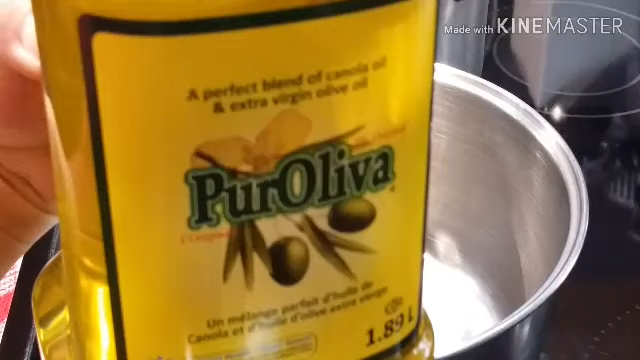 Made with KINEMASTER
A perfect blend of canola oil
& extra virgin olive oil
PurOliva
Un mélange parfait d'huile de
Canola et d'huile d'olive extra vierge
1.89 L